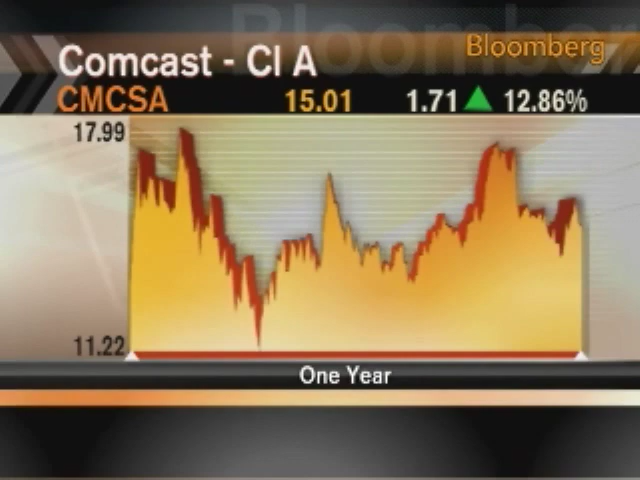 Bloomberg
Bloomberg
Comcast - Cl A
CMCSA 15.01 1.71 12.86%
17.99
11.22
One Year